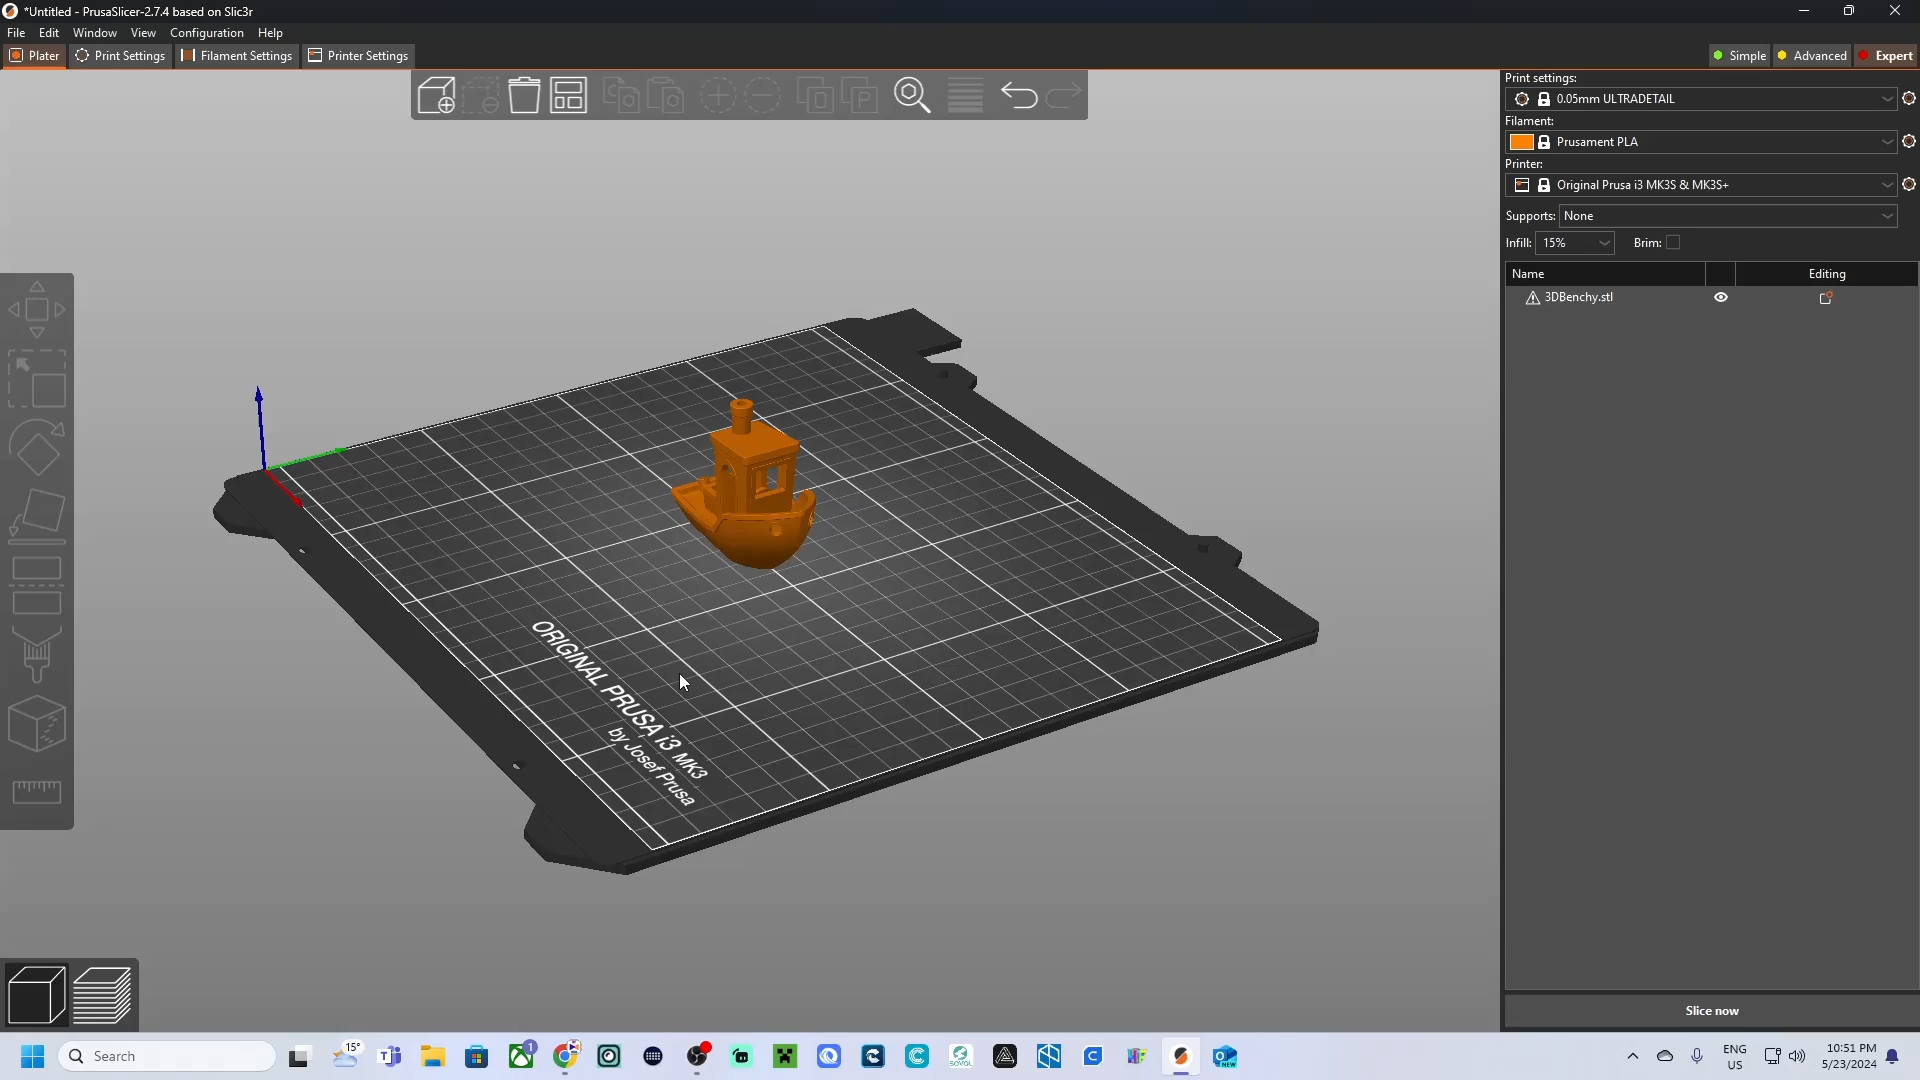 *Untitled - PrusaSlicer-2.7.4 based on Slic3r
File Edit Window View Configuration Help
Plater Print Settings Filament Settings Printer Settings
Simple Advanced Expert
Print settings:
0.05mm ULTRADETAIL
Filament:
Prusament PLA
Printer:
Original Prusa i3 MK3S & MK3S+
Supports: None
Infill: 15% Brim:
Name Editing
3DBenchy.stl
ORIGINAL PRUSA i3 MK3
by Josef Prusa
Slice now
Search
15°
1
ENG
US
10:51 PM
5/23/2024